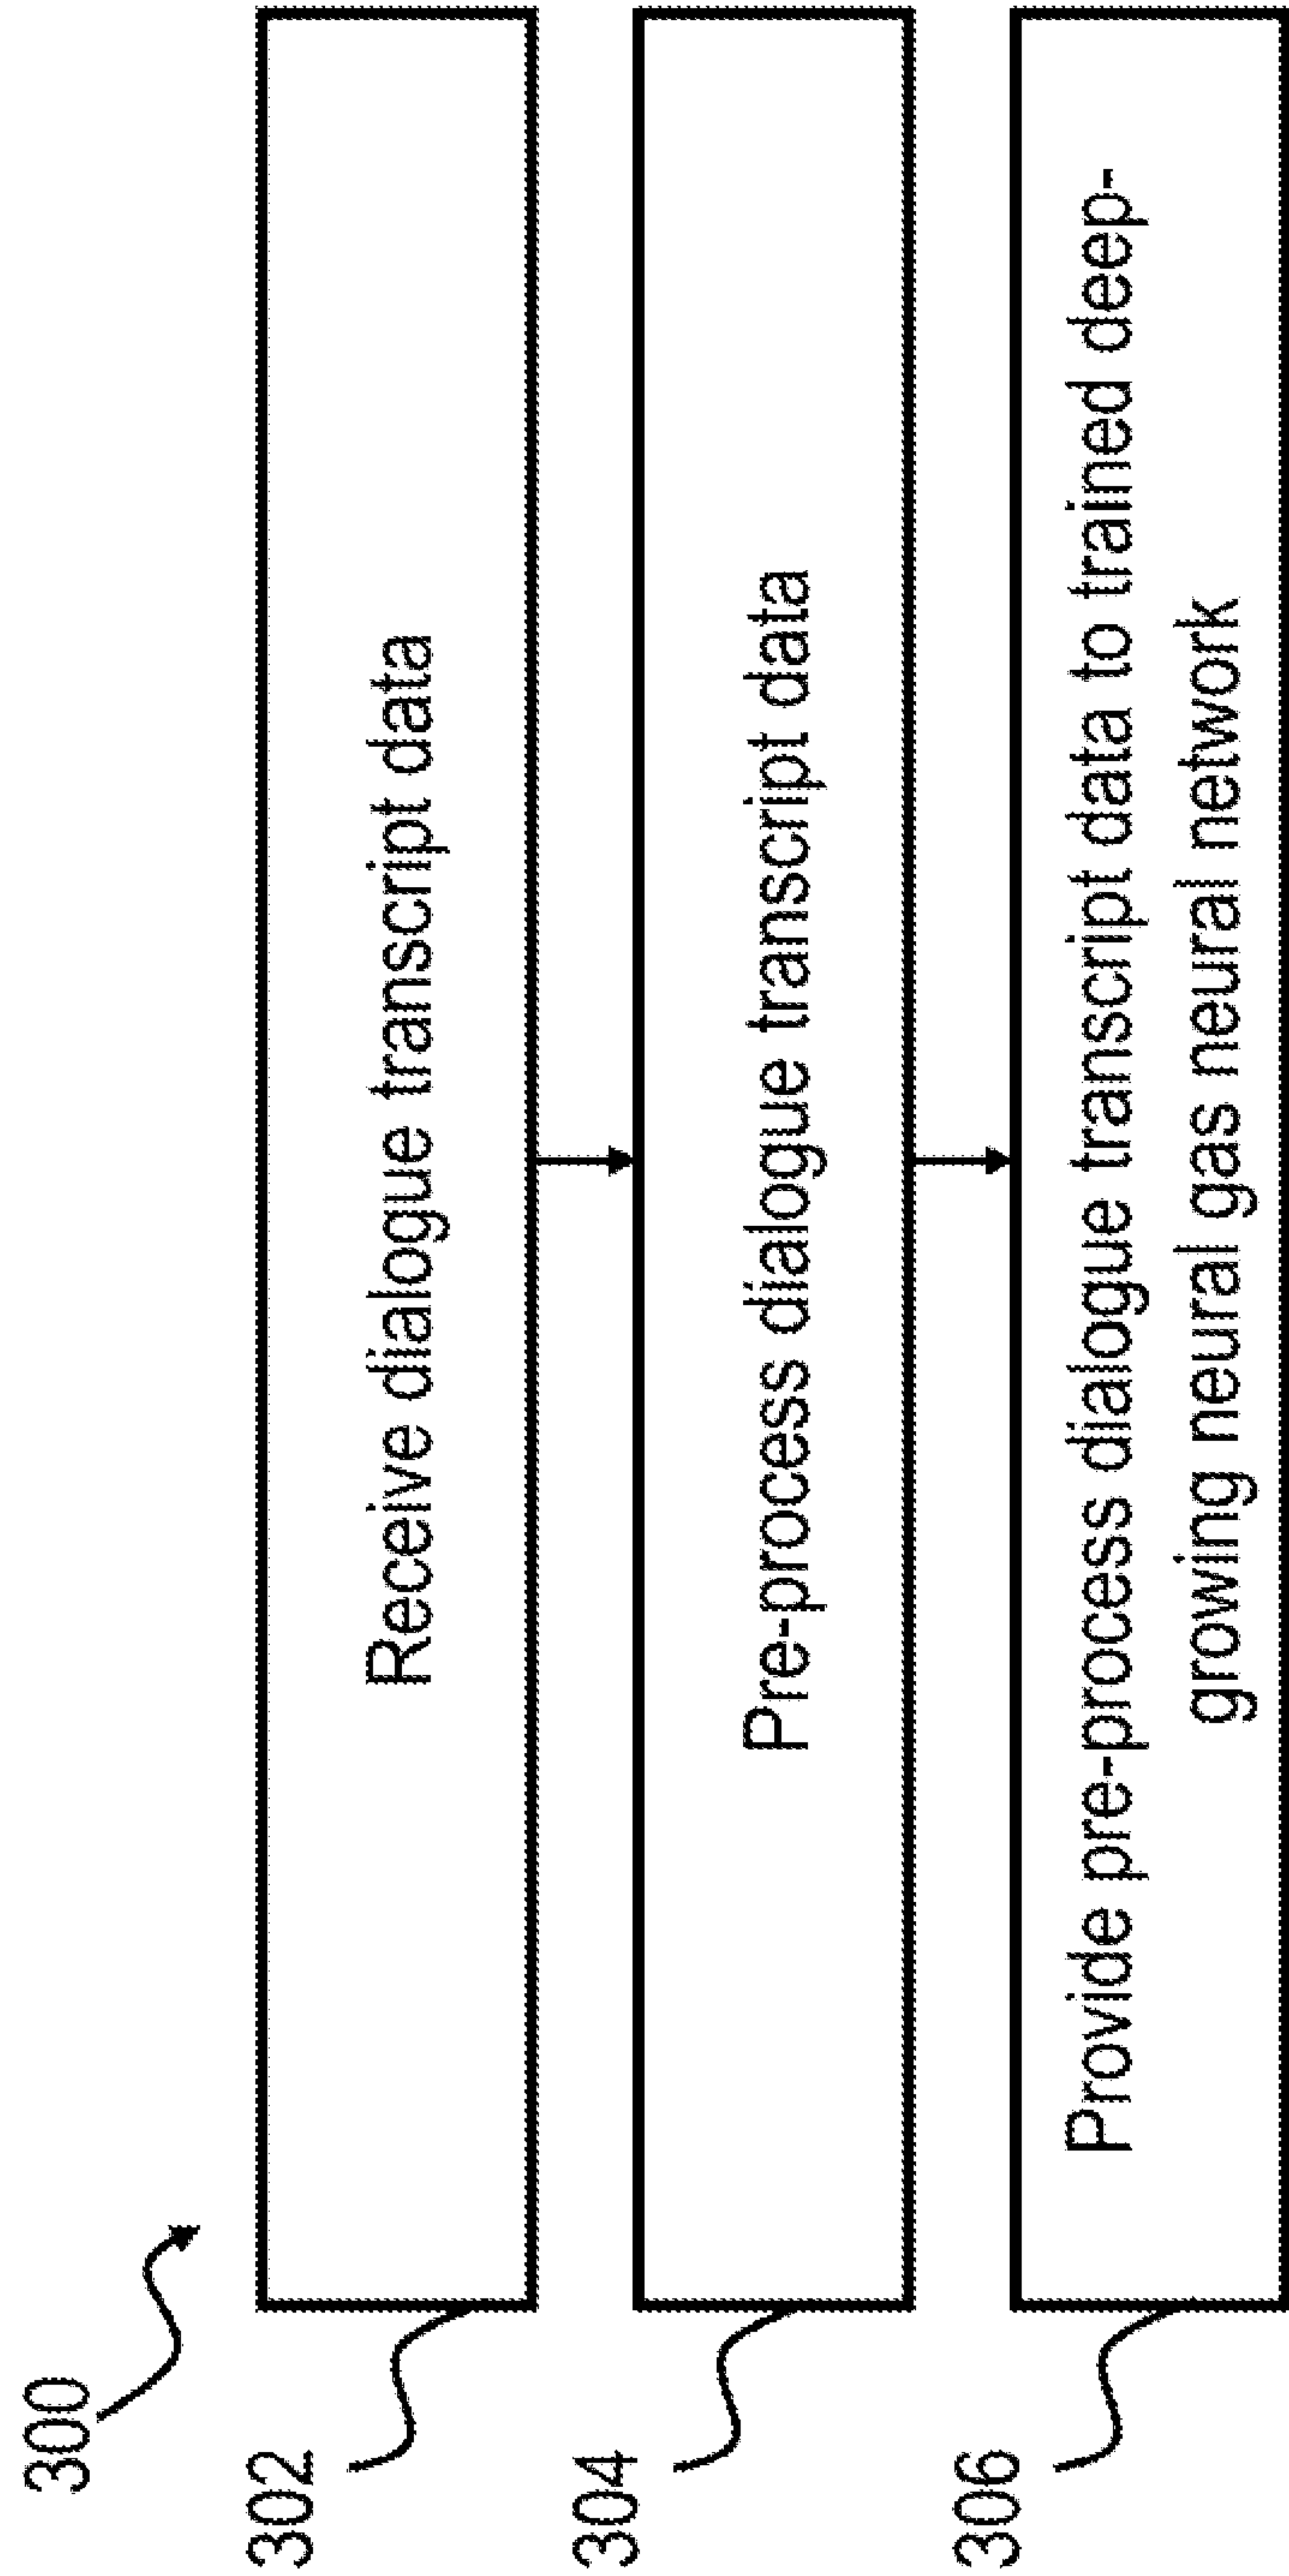 300
302
Receive dialogue transcript data
304
Pre-process dialogue transcript data
306
Provide pre-process dialogue transcript data to trained deep-
growing neural gas neural network